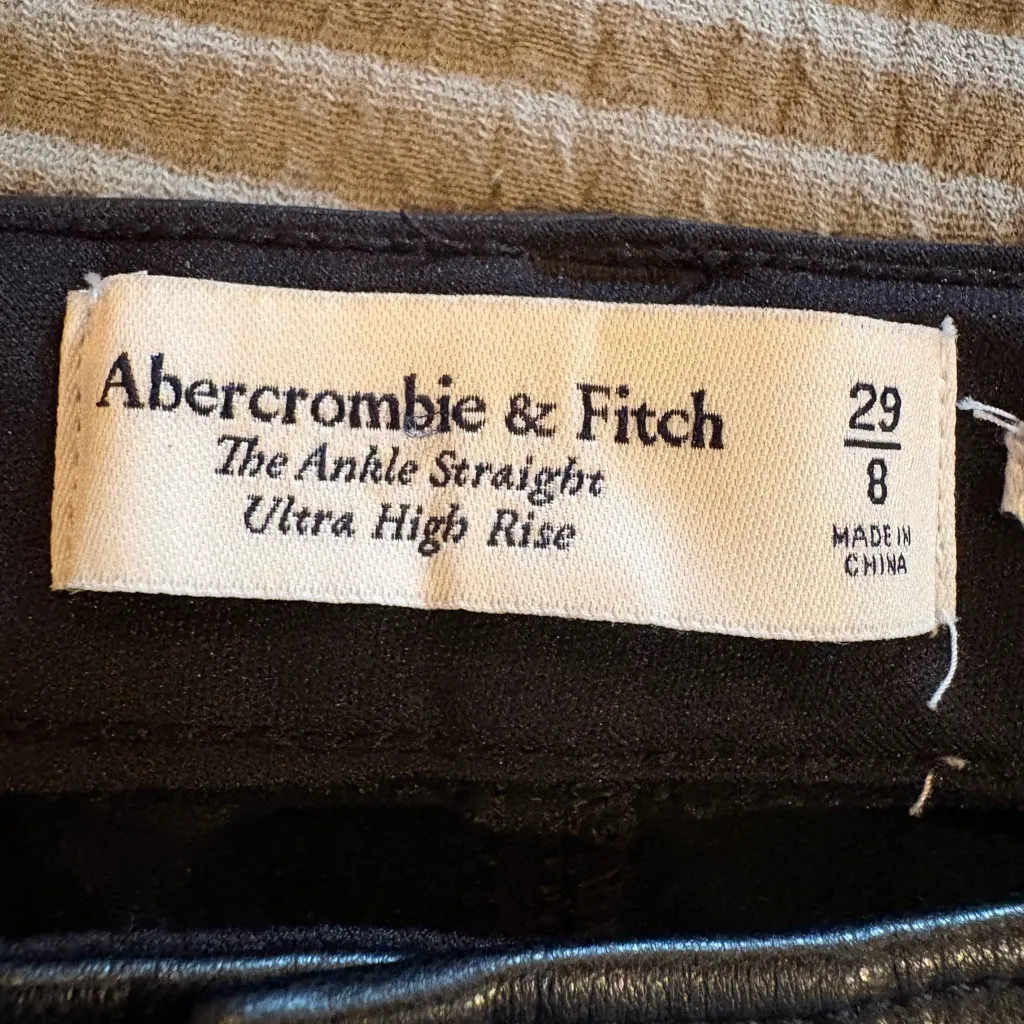 Abercrombie & Fitch
The Ankle Straight
Ultra High Rise
29
8
MADE IN
CHINA